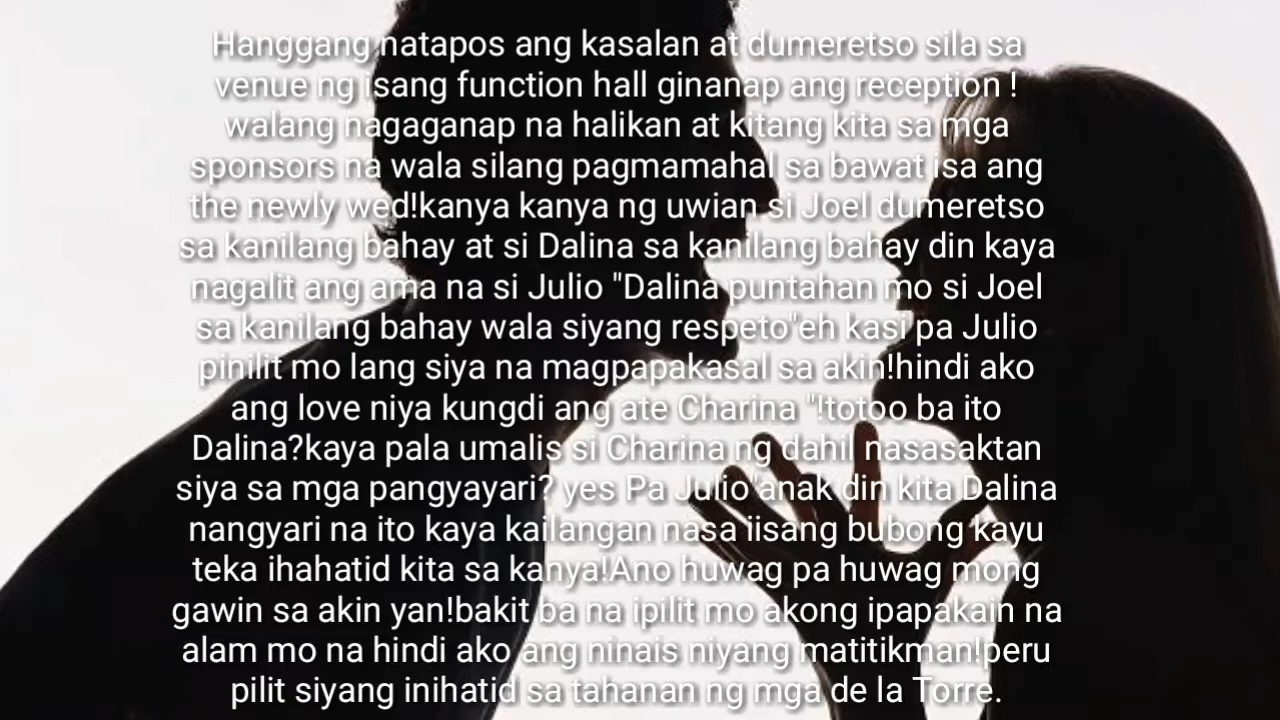 Hanggang natapos ang kasalan at dumeretso sila sa
venue ng isang function hall ginanap ang reception !
walang nagaganap na halikan at kitang kita sa mga
sponsors na wala silang pagmamahal sa bawat isa ang
the newly wed!kanya kanya ng uwian si Joel dumeretso
sa kanilang bahay at si Dalina sa kanilang bahay din kaya
nagalit ang ama na si Julio "Dalina puntahan mo si Joel
sa kanilang bahay wala siyang respeto"eh kasi pa Julio
pinilit mo lang siya na magpapakasal sa akin!hindi ako
ang love niya kungdi ang ate Charina "!totoo ba ito
Dalina?kaya pala umalis si Charina ng dahil nasasaktan
siya sa mga pangyayari? yes Pa Julio'anak din kita Dalina
nangyari na ito kaya kailangan nasa iisang bubong kayu
teka ihahatid kita sa kanya!Ano huwag pa huwag mong
gawin sa akin yan!bakit ba na ipilit mo akong ipapakain na
alam mo na hindi ako ang ninais niyang matitikman!peru
pilit siyang inihatid sa tahanan ng mga de la Torre.